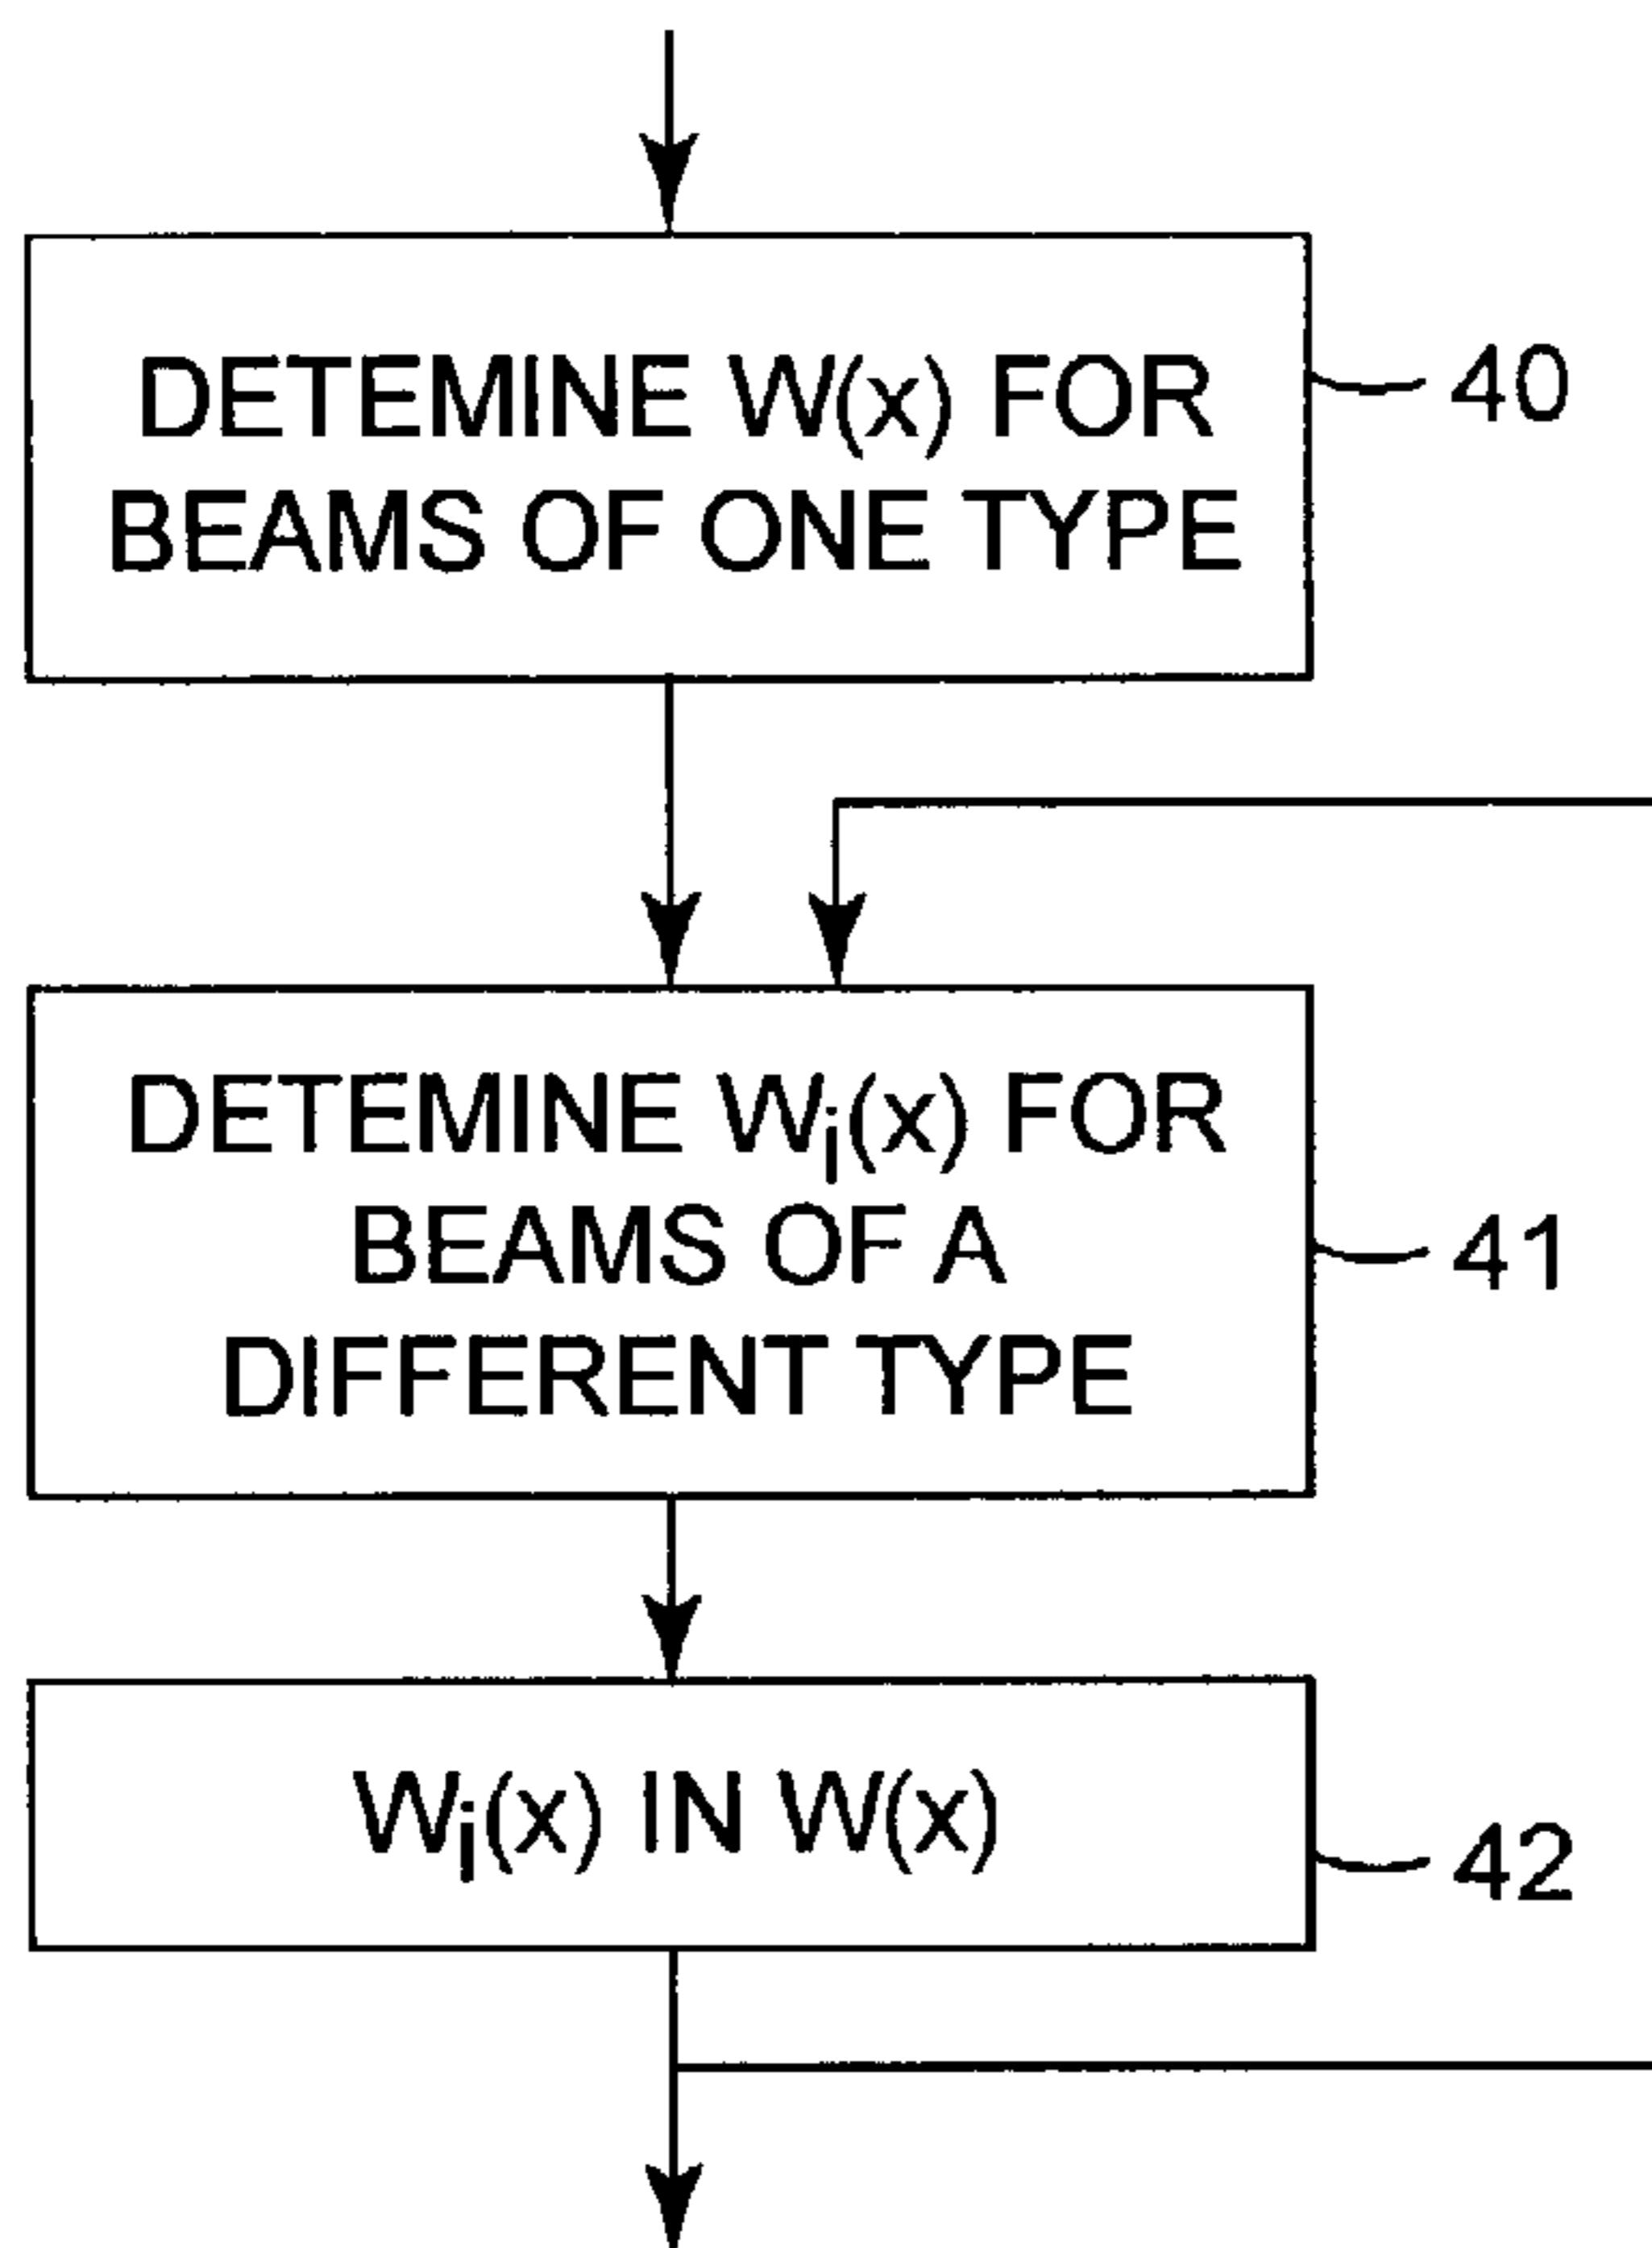 DETEMINE W(x) FOR
BEAMS OF ONE TYPE
40
DETEMINE Wi(x) FOR
BEAMS OF A
DIFFERENT TYPE
41
Wi(x) IN W(x)
42